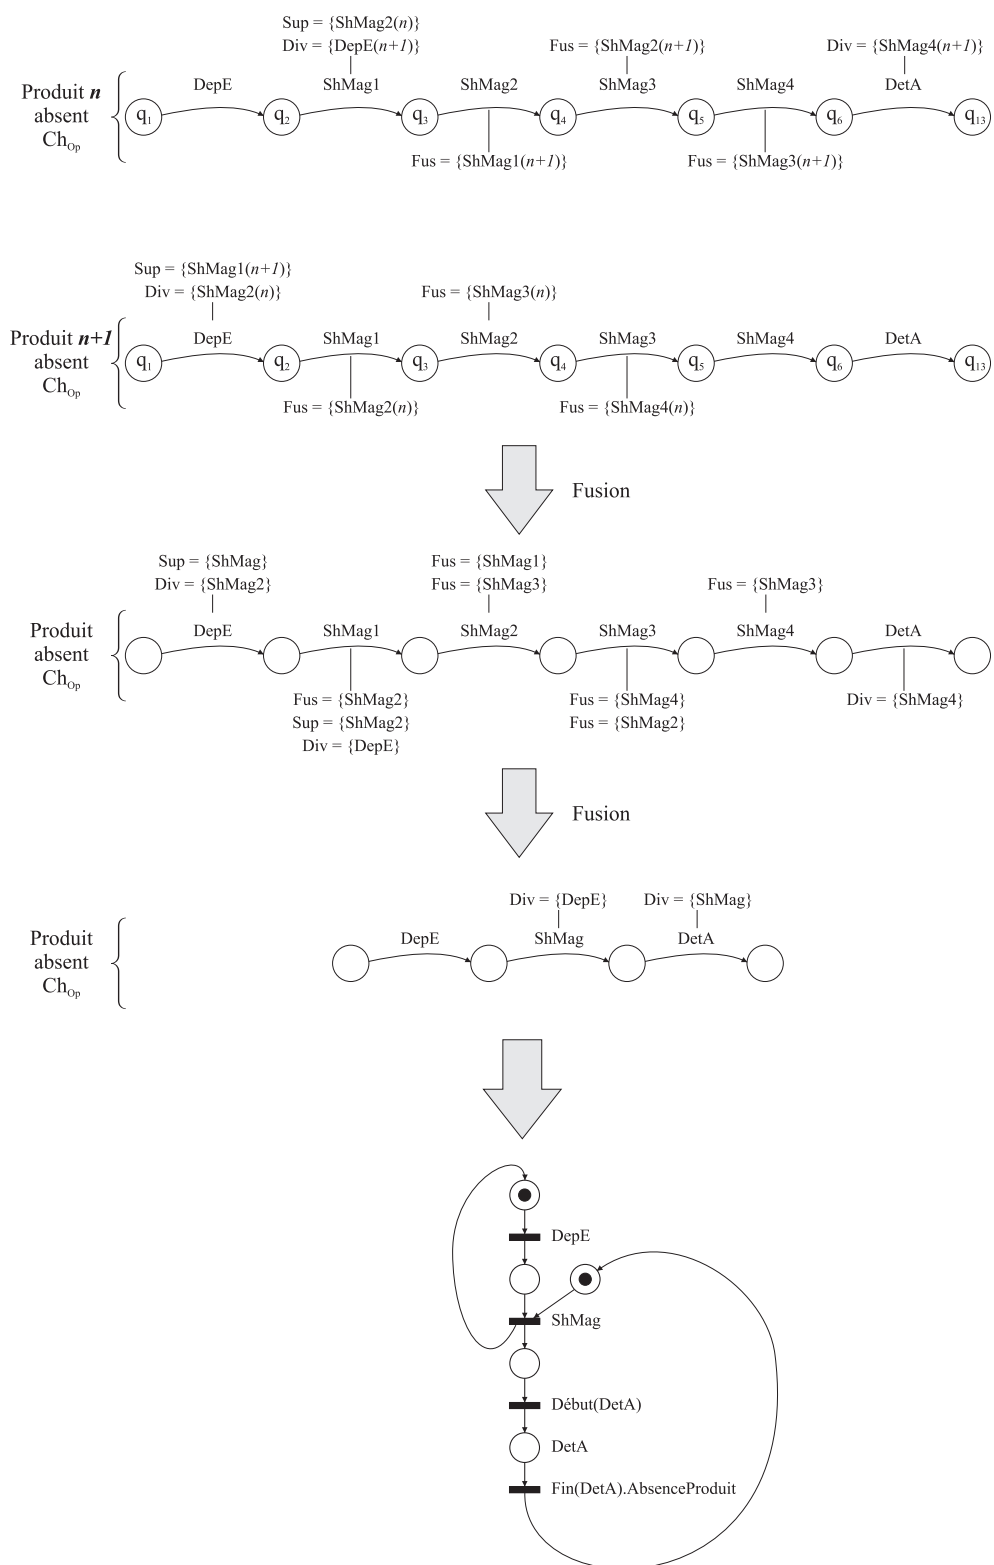 Sup = {ShMag2(n)}
Div = {DepE(n+1)}
Fus = {ShMag2(n+1)}
Div = {ShMag4(n+1)}
Produit n
absent
ChOp
DepE
ShMag1
ShMag2
ShMag3
ShMag4
DetA
q1
q2
q3
q4
q5
q6
q13
Fus = {ShMag1(n+1)}
Fus = {ShMag3(n+1)}
Sup = {ShMag1(n+1)}
Div = {ShMag2(n)}
Fus = {ShMag3(n)}
Produit n+1
absent
ChOp
DepE
ShMag1
ShMag2
ShMag3
ShMag4
DetA
q1
q2
q3
q4
q5
q6
q13
Fus = {ShMag2(n)}
Fus = {ShMag4(n)}
Fusion
Sup = {ShMag}
Div = {ShMag2}
Fus = {ShMag1}
Fus = {ShMag3}
Fus = {ShMag3}
Produit
absent
ChOp
DepE
ShMag1
ShMag2
ShMag3
ShMag4
DetA
Fus = {ShMag2}
Sup = {ShMag2}
Div = {DepE}
Fus = {ShMag4}
Fus = {ShMag2}
Div = {ShMag4}
Fusion
Div = {DepE}
Div = {ShMag}
Produit
absent
ChOp
DepE
ShMag
DetA
DepE
ShMag
Début(DetA)
DetA
Fin(DetA).AbsenceProduit